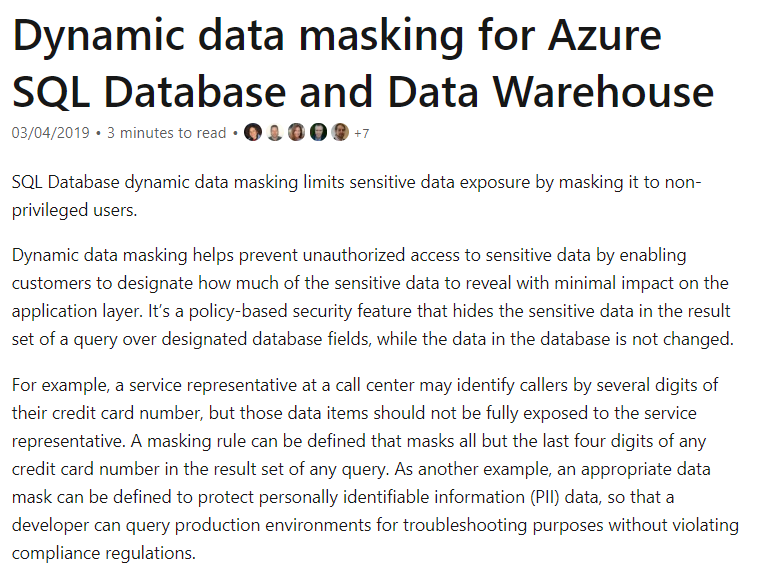 Dynamic data masking for Azure
SQL Database and Data Warehouse
03/04/2019 • 3 minutes to read • +7
SQL Database dynamic data masking limits sensitive data exposure by masking it to non-
privileged users.
Dynamic data masking helps prevent unauthorized access to sensitive data by enabling
customers to designate how much of the sensitive data to reveal with minimal impact on the
application layer. It’s a policy-based security feature that hides the sensitive data in the result
set of a query over designated database fields, while the data in the database is not changed.
For example, a service representative at a call center may identify callers by several digits of
their credit card number, but those data items should not be fully exposed to the service
representative. A masking rule can be defined that masks all but the last four digits of any
credit card number in the result set of any query. As another example, an appropriate data
mask can be defined to protect personally identifiable information (PII) data, so that a
developer can query production environments for troubleshooting purposes without violating
compliance regulations.